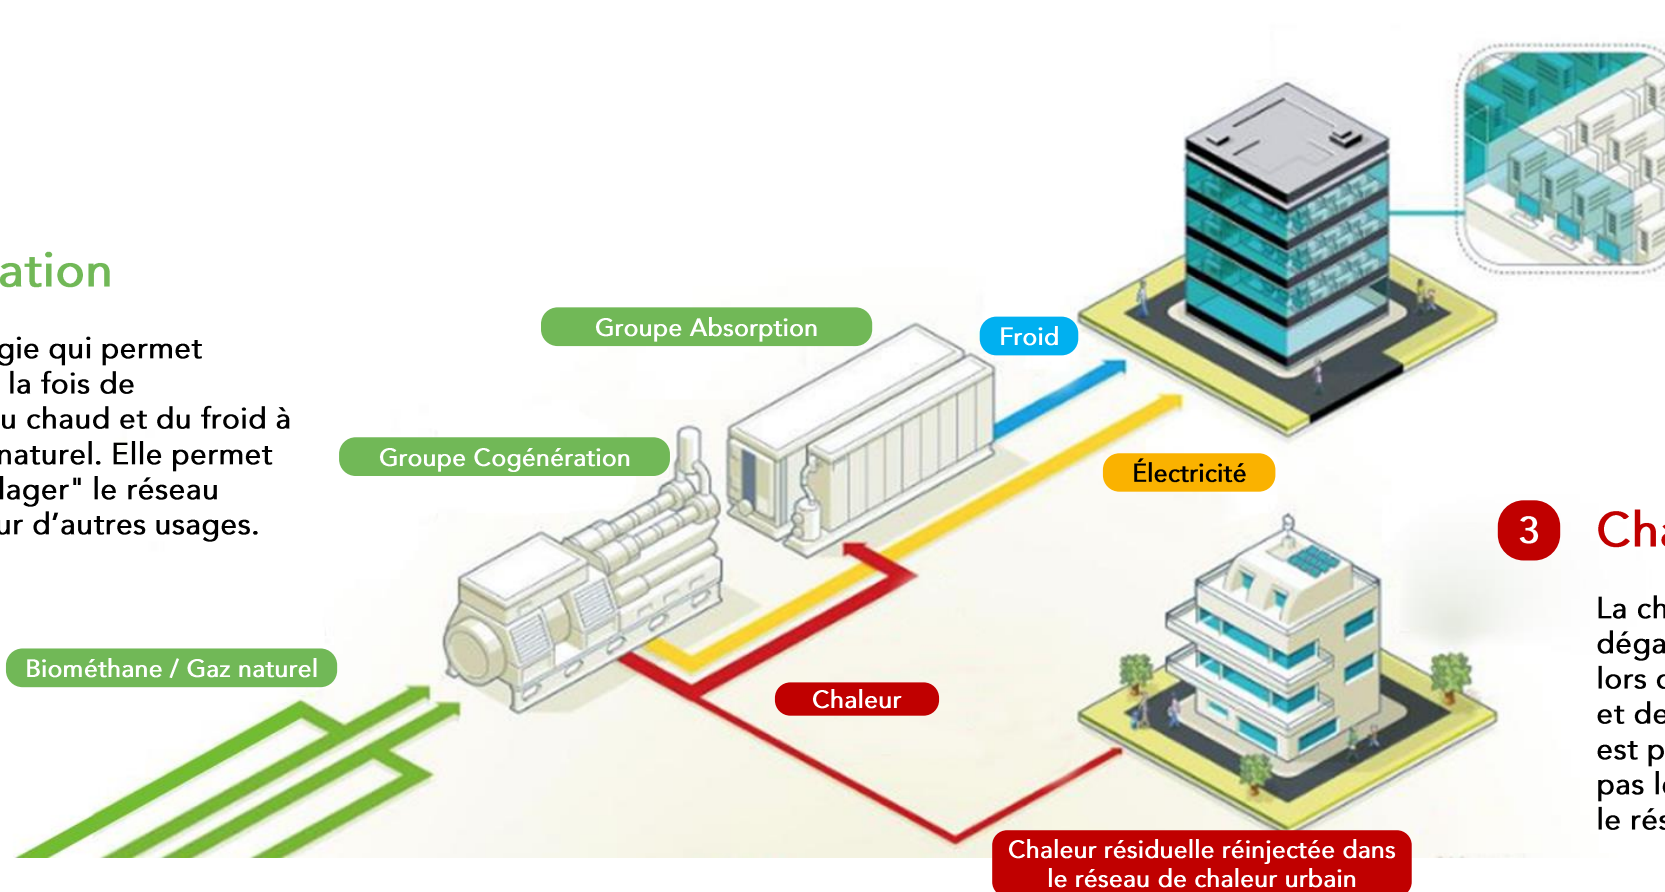 ation
gie qui permet
la fois de
u chaud et du froid à
naturel. Elle permet
lager" le réseau
ur d'autres usages.
Groupe Absorption
Froid
Groupe Cogénération
Électricité
Biométhane / Gaz naturel
Chaleur
Chaleur résiduelle réinjectée dans
le réseau de chaleur urbain
3 Cha
La ch
déga
lors d
et de
est p
pas l
le rés